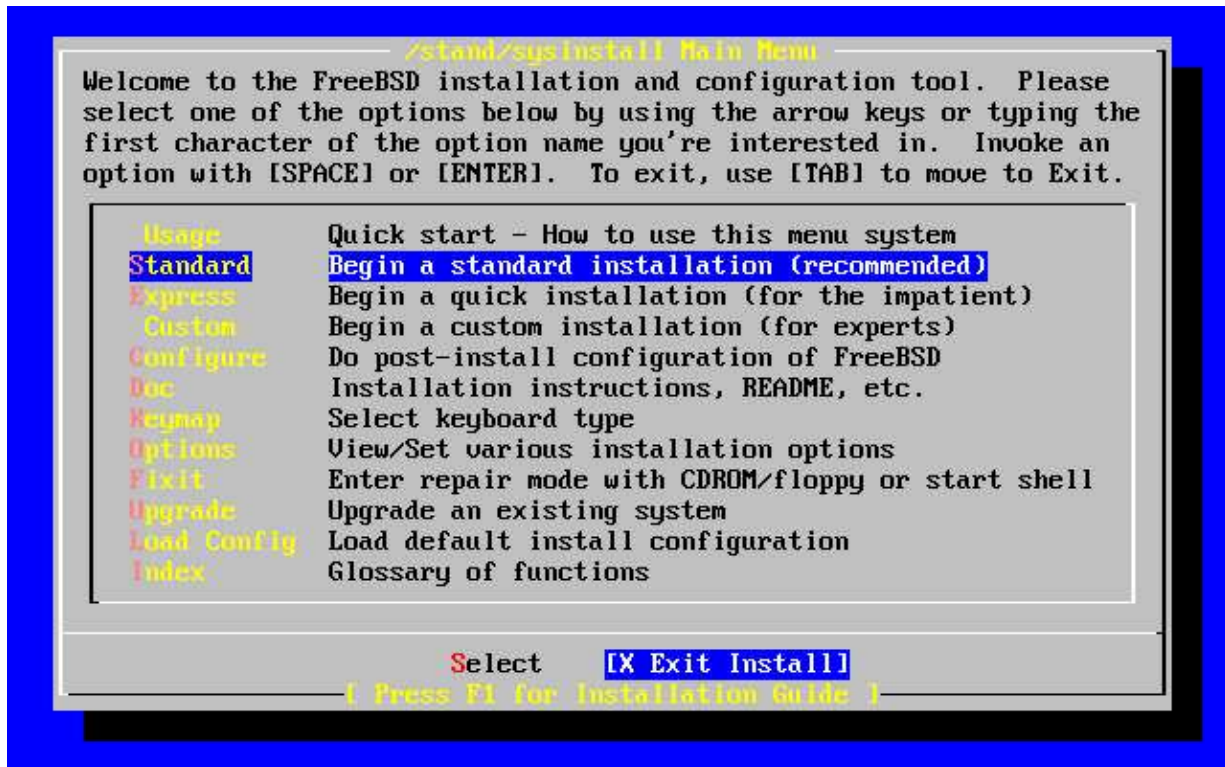 /stand/sysinstall Main Menu
Welcome to the FreeBSD installation and configuration tool.  Please
select one of the options below by using the arrow keys or typing the
first character of the option name you're interested in.  Invoke an
option with [SPACE] or [ENTER].  To exit, use [TAB] to move to Exit.
Usage Quick start - How to use this menu system
Standard Begin a standard installation (recommended)
Express Begin a quick installation (for the impatient)
Custom Begin a custom installation (for experts)
Configure Do post-install configuration of FreeBSD
Doc Installation instructions, README, etc.
Keymap Select keyboard type
Options View/Set various installation options
Fixit Enter repair mode with CDROM/floppy or start shell
Upgrade Upgrade an existing system
Load Config Load default install configuration
Index Glossary of functions
Select [X Exit Install]
[ Press F1 for Installation Guide ]